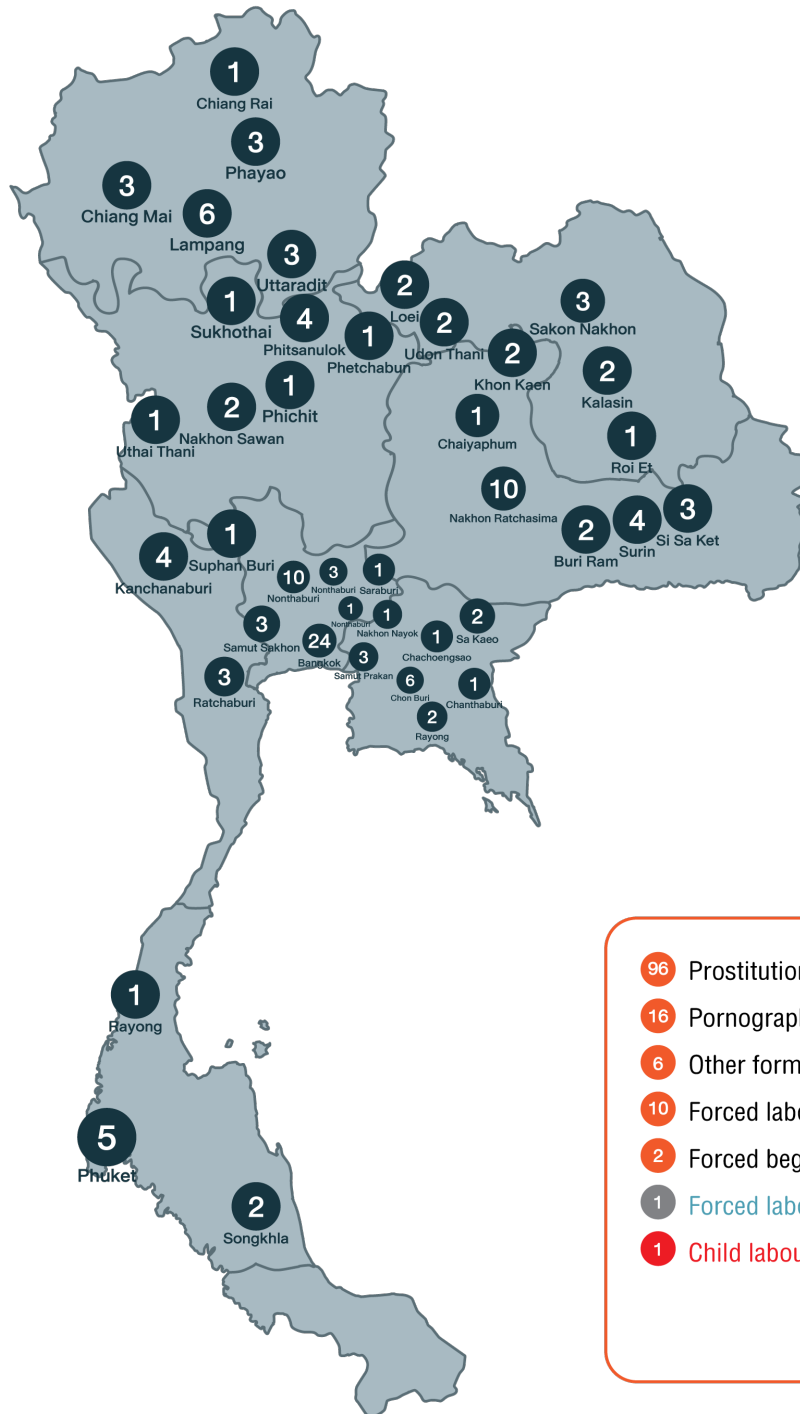 1
Chiang Rai
3
Phayao
3
Chiang Mai
6
Lampang
3
Uttaradit
1
Sukhothai
4
Phitsanulok
1
Phetchabun
2
Loei
2
Udon Thani
2
Khon Kaen
3
Sakon Nakhon
2
Kalasin
1
Roi Et
1
Uthai Thani
2
Nakhon Sawan
1
Phichit
1
Chaiyaphum
10
Nakhon Ratchasima
2
Buri Ram
4
Surin
3
Si Sa Ket
4
Kanchanaburi
1
Suphan Buri
10
Nonthaburi
3
Nonthaburi
1
Saraburi
1
Nonthaburi
1
Nakhon Nayok
3
Samut Sakhon
24
Bannkok
3
Samut Prakan
1
Chachoengsao
2
Sa Kaeo
6
Chon Buri
1
Chanthaburi
2
Rayong
3
Ratchaburi
1
Rayong
5
Phuket
2
Songkhla
96 Prostitution
16 Pornograph
6 Other form
10 Forced labo
2 Forced beg
1 Forced labo
1 Child labou